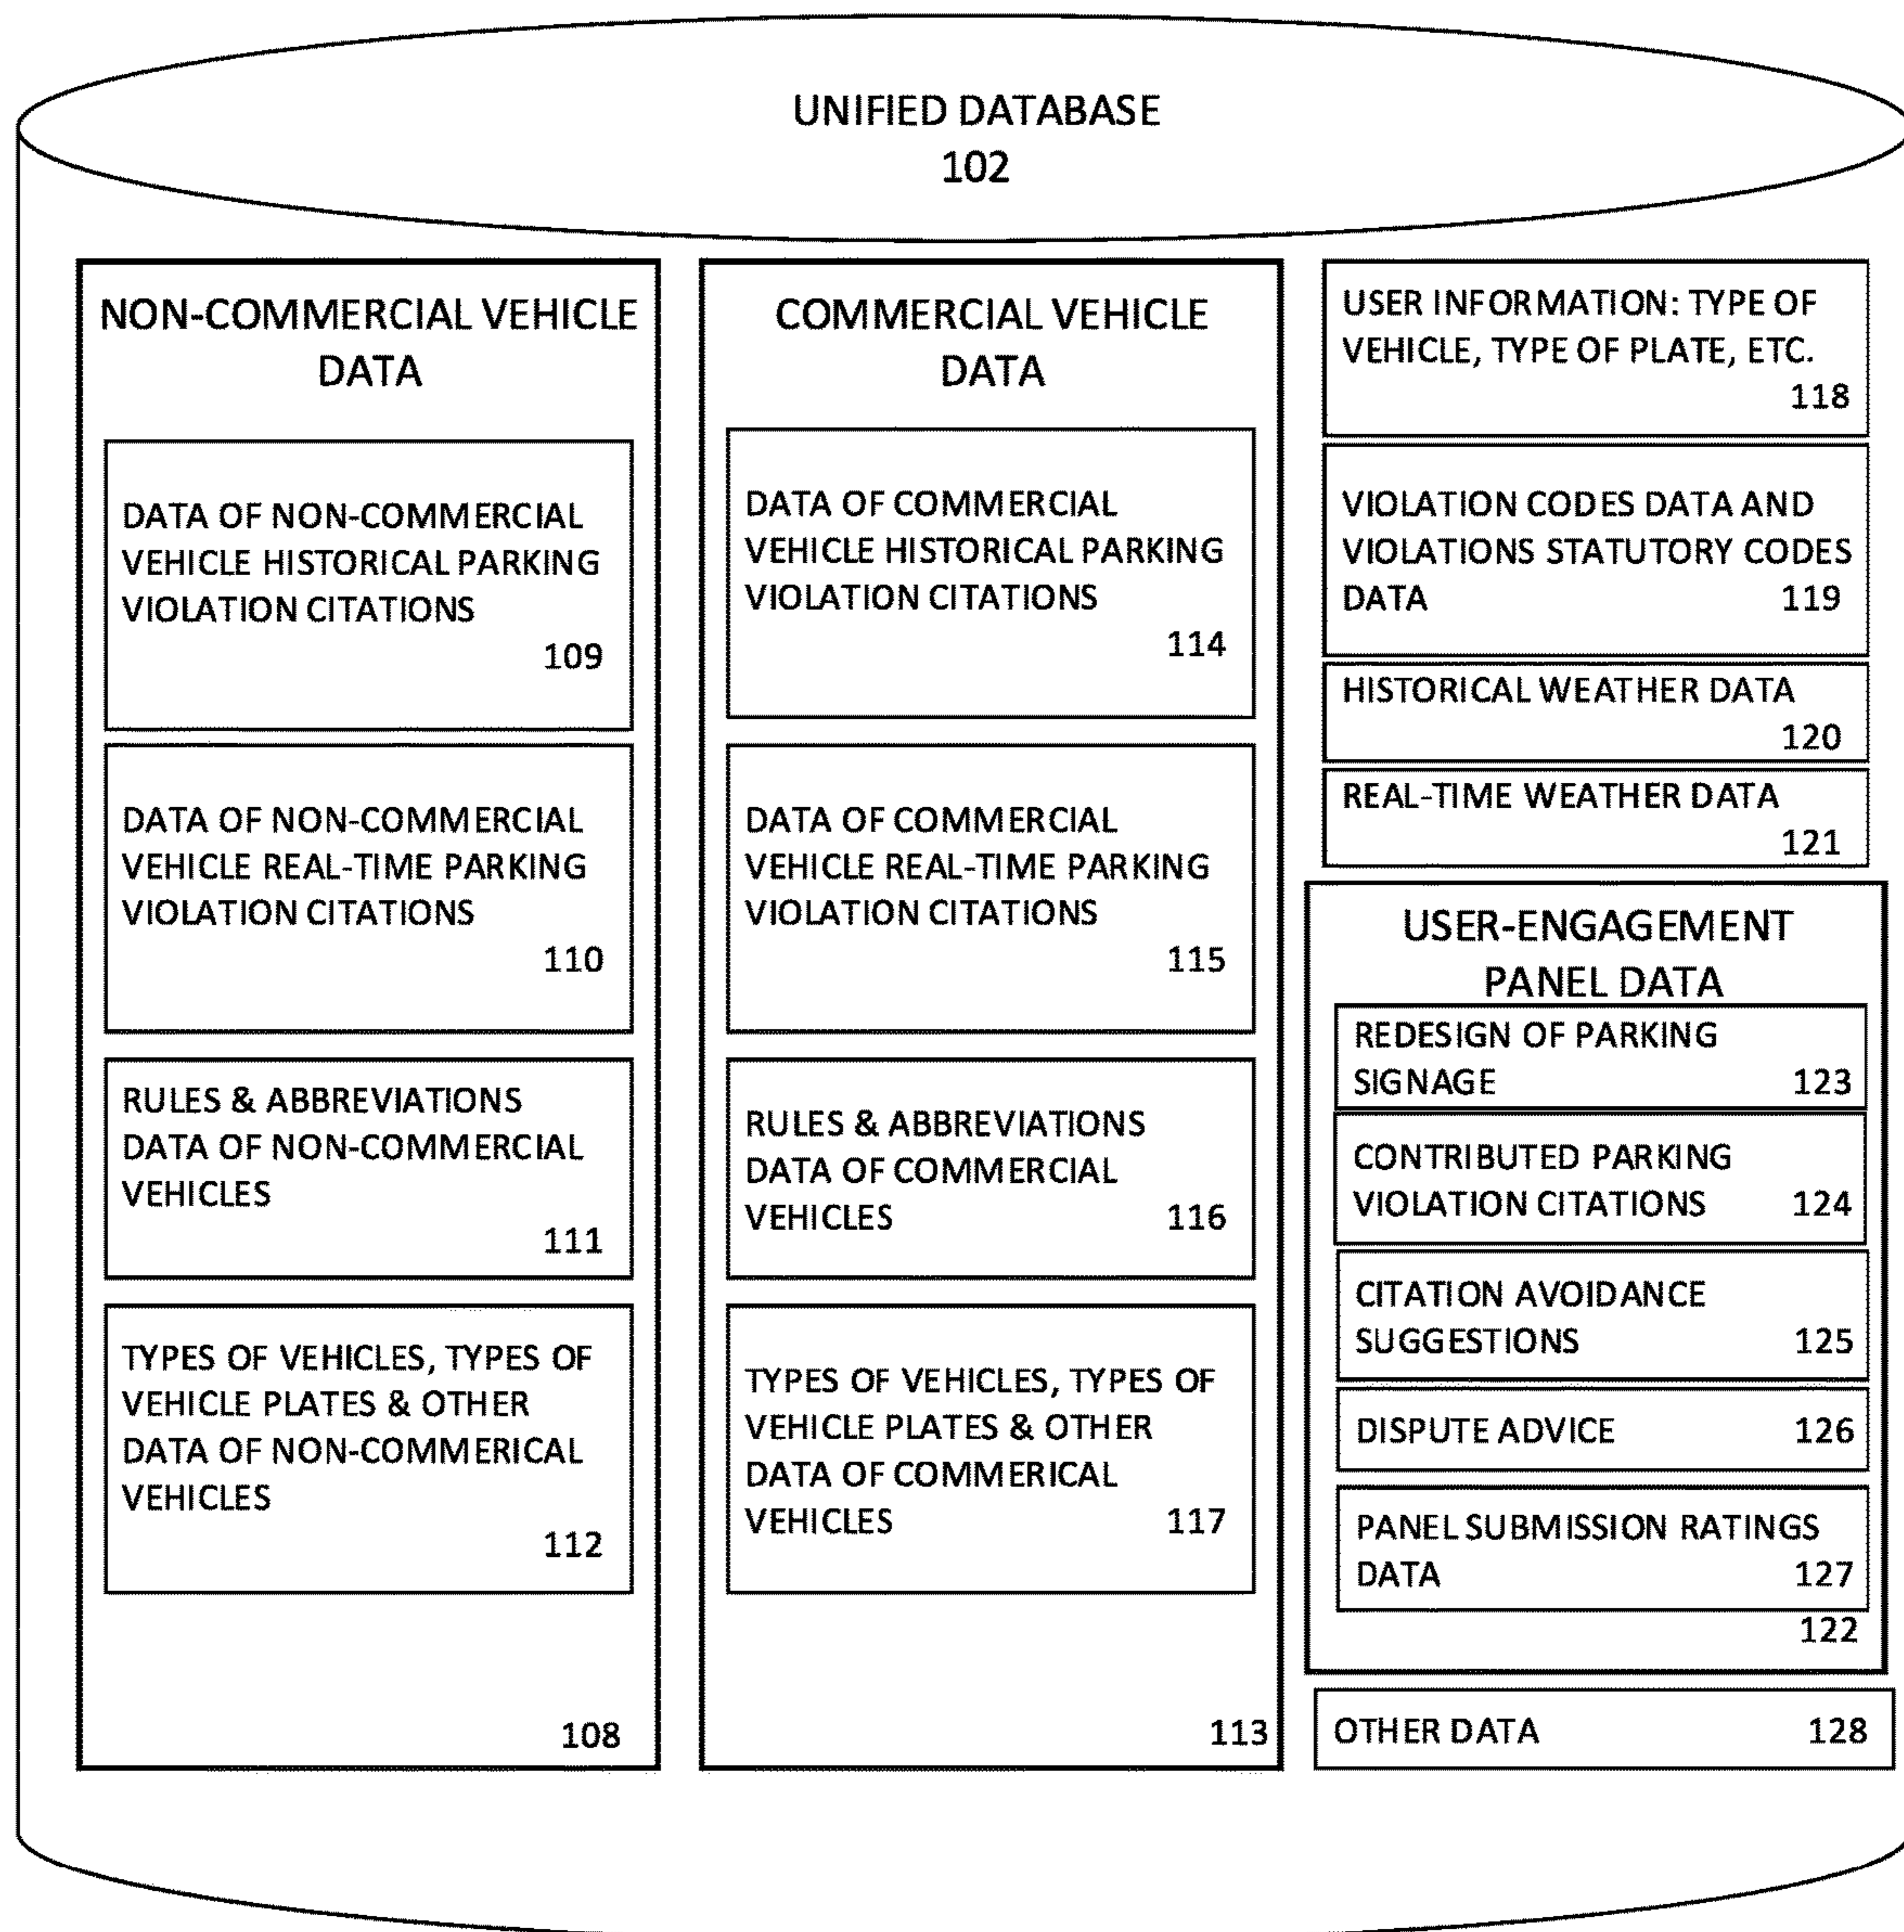 UNIFIED DATABASE
102
NON-COMMERCIAL VEHICLE
DATA
DATA OF NON-COMMERCIAL
VEHICLE HISTORICAL PARKING
VIOLATION CITATIONS
109
DATA OF NON-COMMERCIAL
VEHICLE REAL-TIME PARKING
VIOLATION CITATIONS
110
RULES & ABBREVIATIONS
DATA OF NON-COMMERCIAL
VEHICLES
111
TYPES OF VEHICLES, TYPES OF
VEHICLE PLATES & OTHER
DATA OF NON-COMMERICAL
VEHICLES
112
108
COMMERCIAL VEHICLE
DATA
DATA OF COMMERCIAL
VEHICLE HISTORICAL PARKING
VIOLATION CITATIONS
114
DATA OF COMMERCIAL
VEHICLE REAL-TIME PARKING
VIOLATION CITATIONS
115
RULES & ABBREVIATIONS
DATA OF COMMERCIAL
VEHICLES 116
TYPES OF VEHICLES, TYPES OF
VEHICLE PLATES & OTHER
DATA OF COMMERICAL
VEHICLES 117
113
USER INFORMATION: TYPE OF
VEHICLE, TYPE OF PLATE, ETC.
118
VIOLATION CODES DATA AND
VIOLATIONS STATUTORY CODES
DATA 119
HISTORICAL WEATHER DATA
120
REAL-TIME WEATHER DATA
121
USER-ENGAGEMENT
PANEL DATA
REDESIGN OF PARKING
SIGNAGE 123
CONTRIBUTED PARKING
VIOLATION CITATIONS 124
CITATION AVOIDANCE
SUGGESTIONS 125
DISPUTE ADVICE 126
PANEL SUBMISSION RATINGS
DATA 127
122
OTHER DATA 128